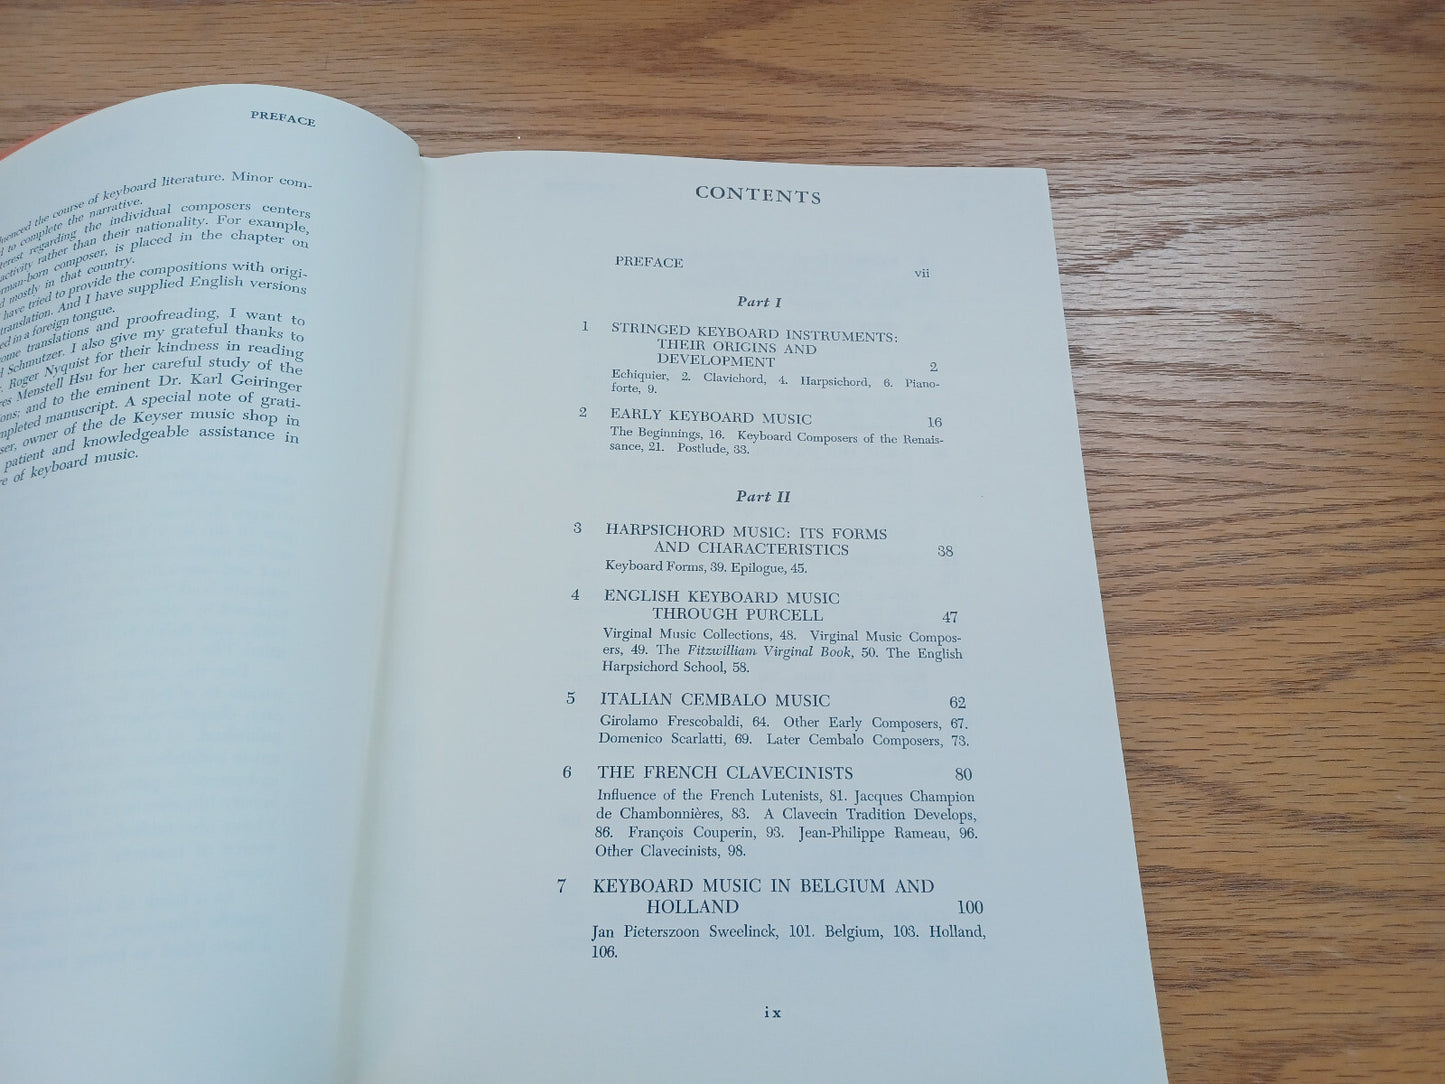 PREFACE
the course of keyboard literature. Minor com-
to complete the narrative.
regarding the individual composers centers
activity rather than their nationality. For example,
composer, is placed in the chapter on
mostly in that country.
have tried to provide the compositions with origi-
translation. And I have supplied English versions
in a foreign tongue.
translations and proofreading, I want to
Schmutzer. I also give my grateful thanks to
Roger Nyquist for their kindness in reading
Menstell Hsu for her careful study of the
and to the eminent Dr. Karl Geiringer
manuscript. A special note of grati-
owner of the de Keyser music shop in
patient and knowledgeable assistance in
of keyboard music.
CONTENTS
PREFACE vii
Part I
1 STRINGED KEYBOARD INSTRUMENTS:
THEIR ORIGINS AND
DEVELOPMENT 2
Echiquier, 2. Clavichord, 4. Harpsichord, 6. Piano-
forte, 9.
2 EARLY KEYBOARD MUSIC 16
The Beginnings, 16. Keyboard Composers of the Renais-
sance, 21. Postlude, 33.
Part II
3 HARPSICHORD MUSIC: ITS FORMS
AND CHARACTERISTICS 38
Keyboard Forms, 39. Epilogue, 45.
4 ENGLISH KEYBOARD MUSIC
THROUGH PURCELL 47
Virginal Music Collections, 48. Virginal Music Compos-
ers, 49. The Fitzwilliam Virginal Book, 50. The English
Harpsichord School, 58.
5 ITALIAN CEMBALO MUSIC 62
Girolamo Frescobaldi, 64. Other Early Composers, 67.
Domenico Scarlatti, 69. Later Cembalo Composers, 73.
6 THE FRENCH CLAVECINISTS 80
Influence of the French Lutenists, 81. Jacques Champion
de Chambonnières, 83. A Clavecin Tradition Develops,
86. François Couperin, 93. Jean-Philippe Rameau, 96.
Other Clavecinists, 98.
7 KEYBOARD MUSIC IN BELGIUM AND
HOLLAND 100
Jan Pieterszoon Sweelinck, 101. Belgium, 103. Holland,
106.
ix